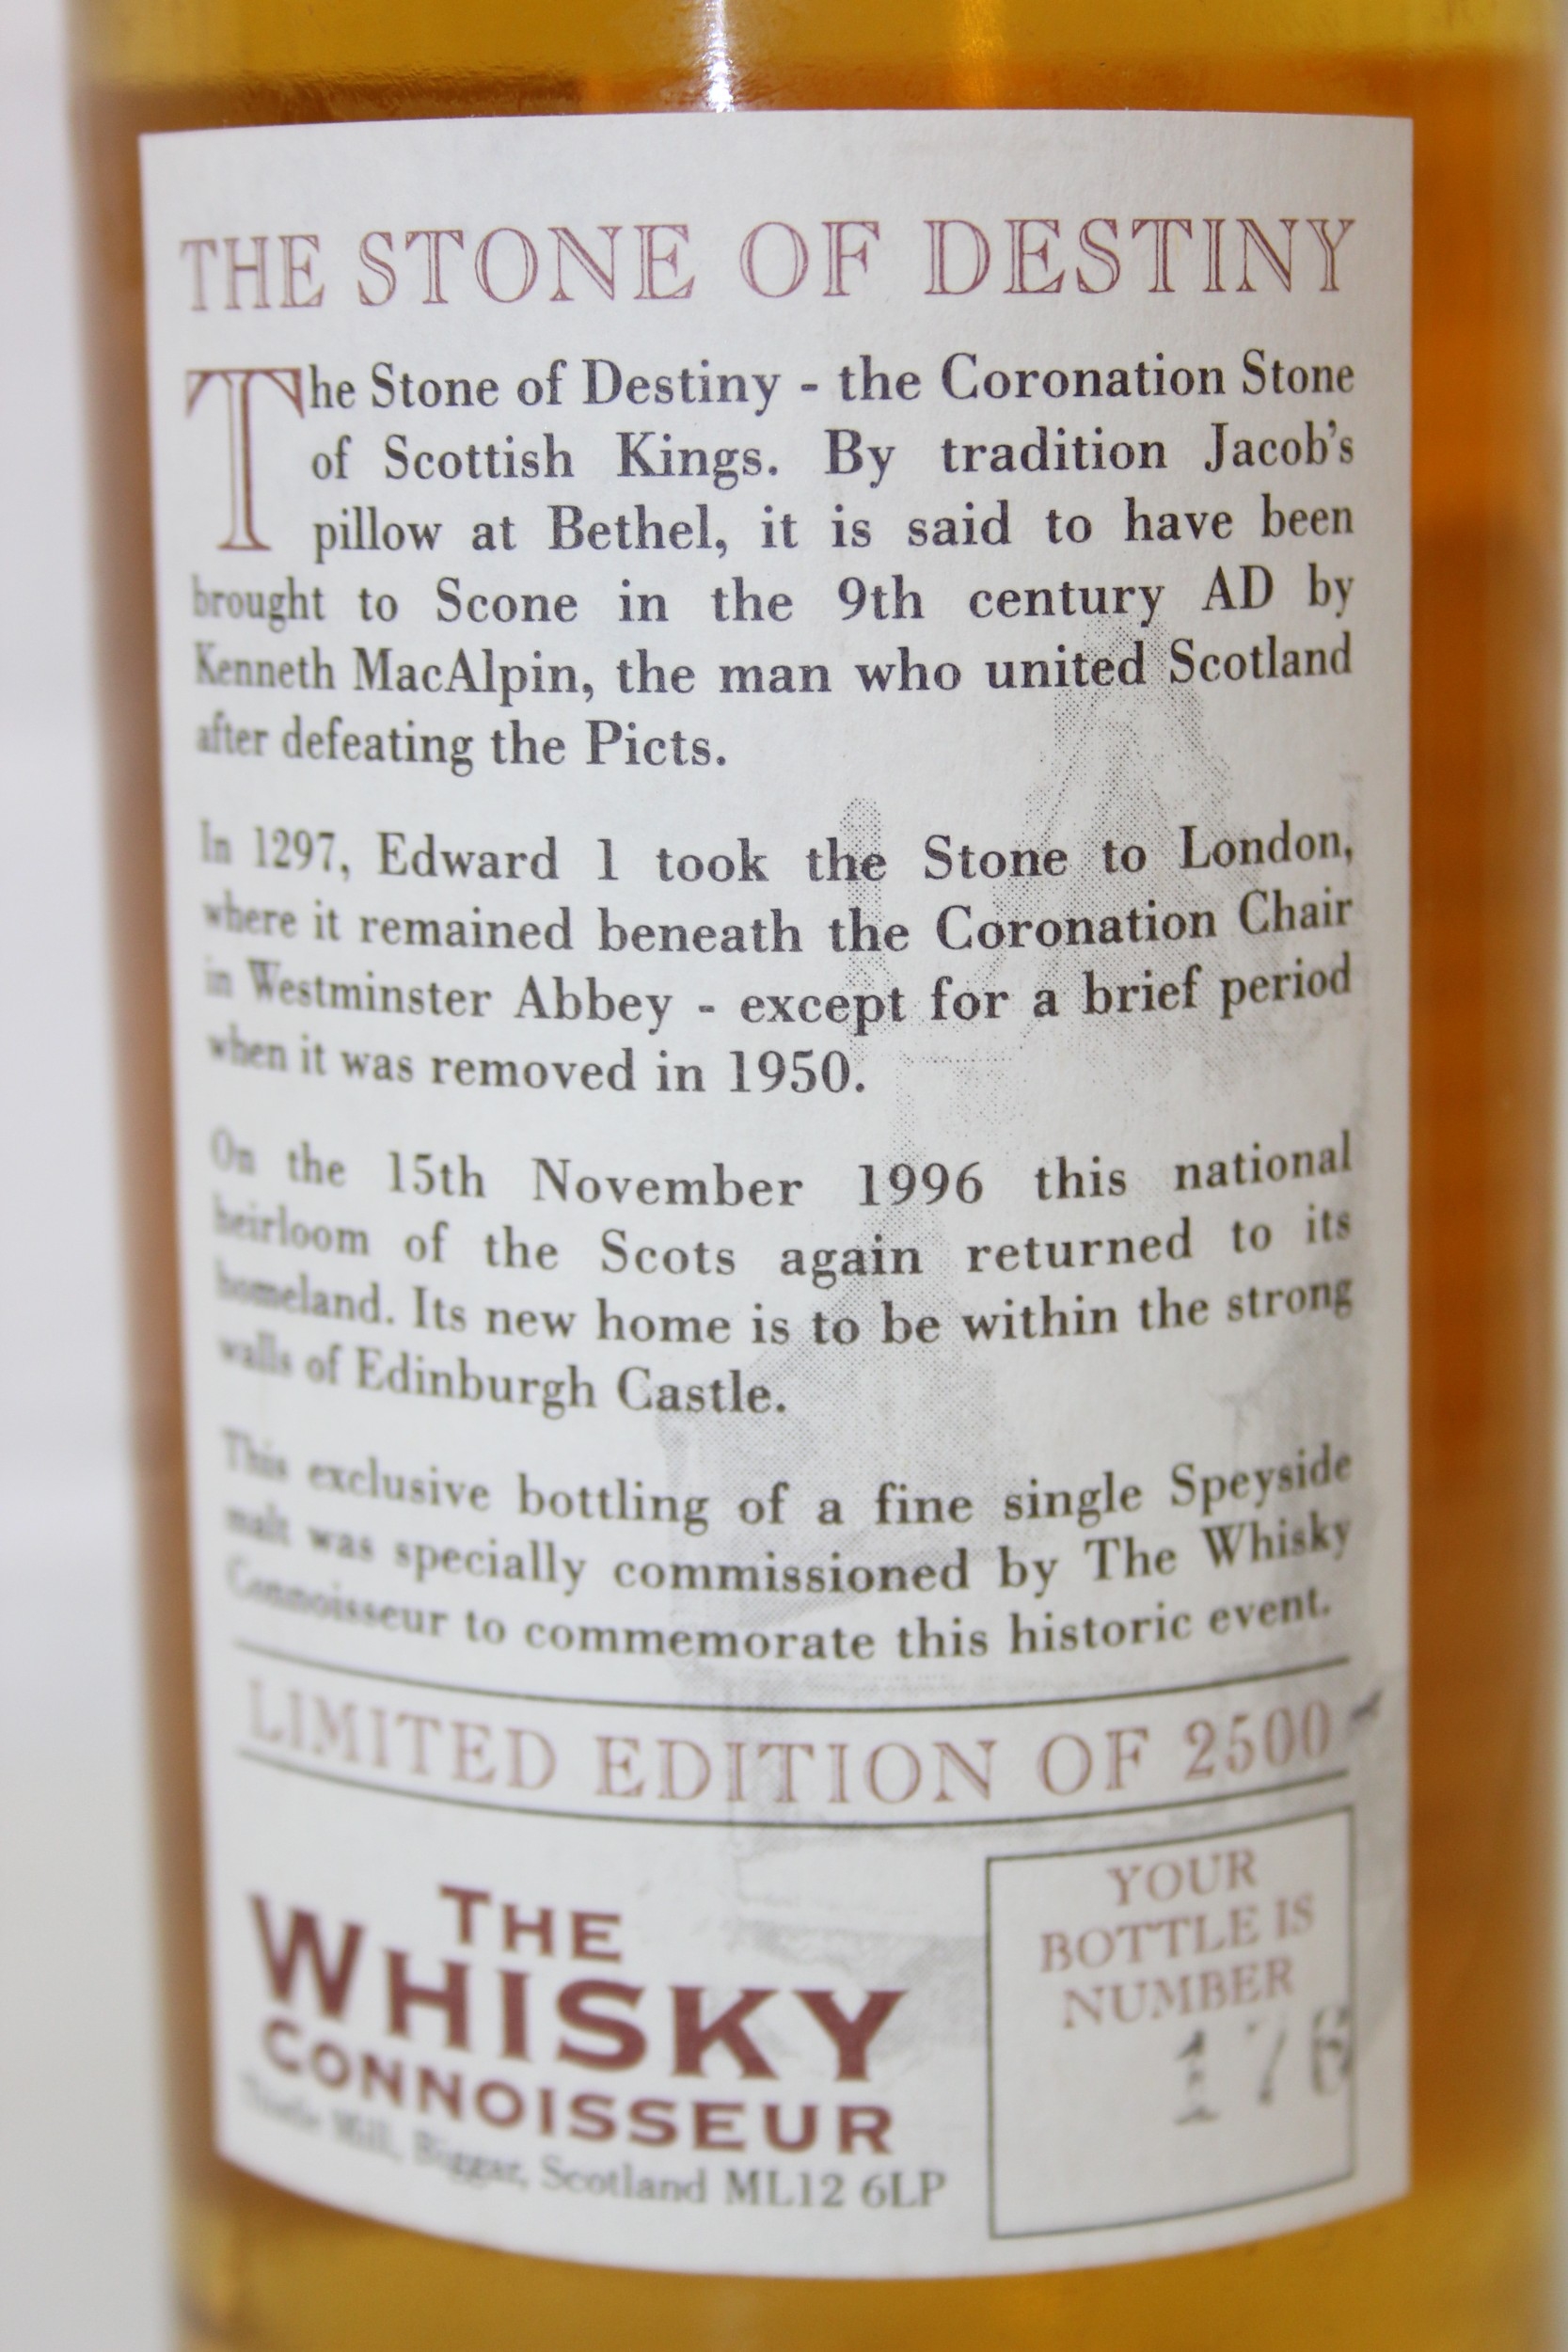 THE STONE OF DESTINY
The Stone of Destiny - the Coronation Stone
of Scottish Kings. By tradition Jacob's
pillow at Bethel, it is said to have been
brought to Scone in the 9th century AD by
Kenneth MacAlpin, the man who united Scotland
after defeating the Picts.
In 1297, Edward 1 took the Stone to London,
where it remained beneath the Coronation Chair
in Westminster Abbey - except for a brief period
when it was removed in 1950.
On the 15th November 1996 this national
heirloom of the Scots again returned to its
homeland. Its new home is to be within the strong
walls of Edinburgh Castle.
This exclusive bottling of a fine single Speyside
malt was specially commissioned by The Whisky
Connoisseur to commemorate this historic event.
LIMITED EDITION OF 2500
THE
WHISKY
CONNOISSEUR
Mill, Biggar, Scotland ML12 6LP
YOUR
BOTTLE IS
NUMBER